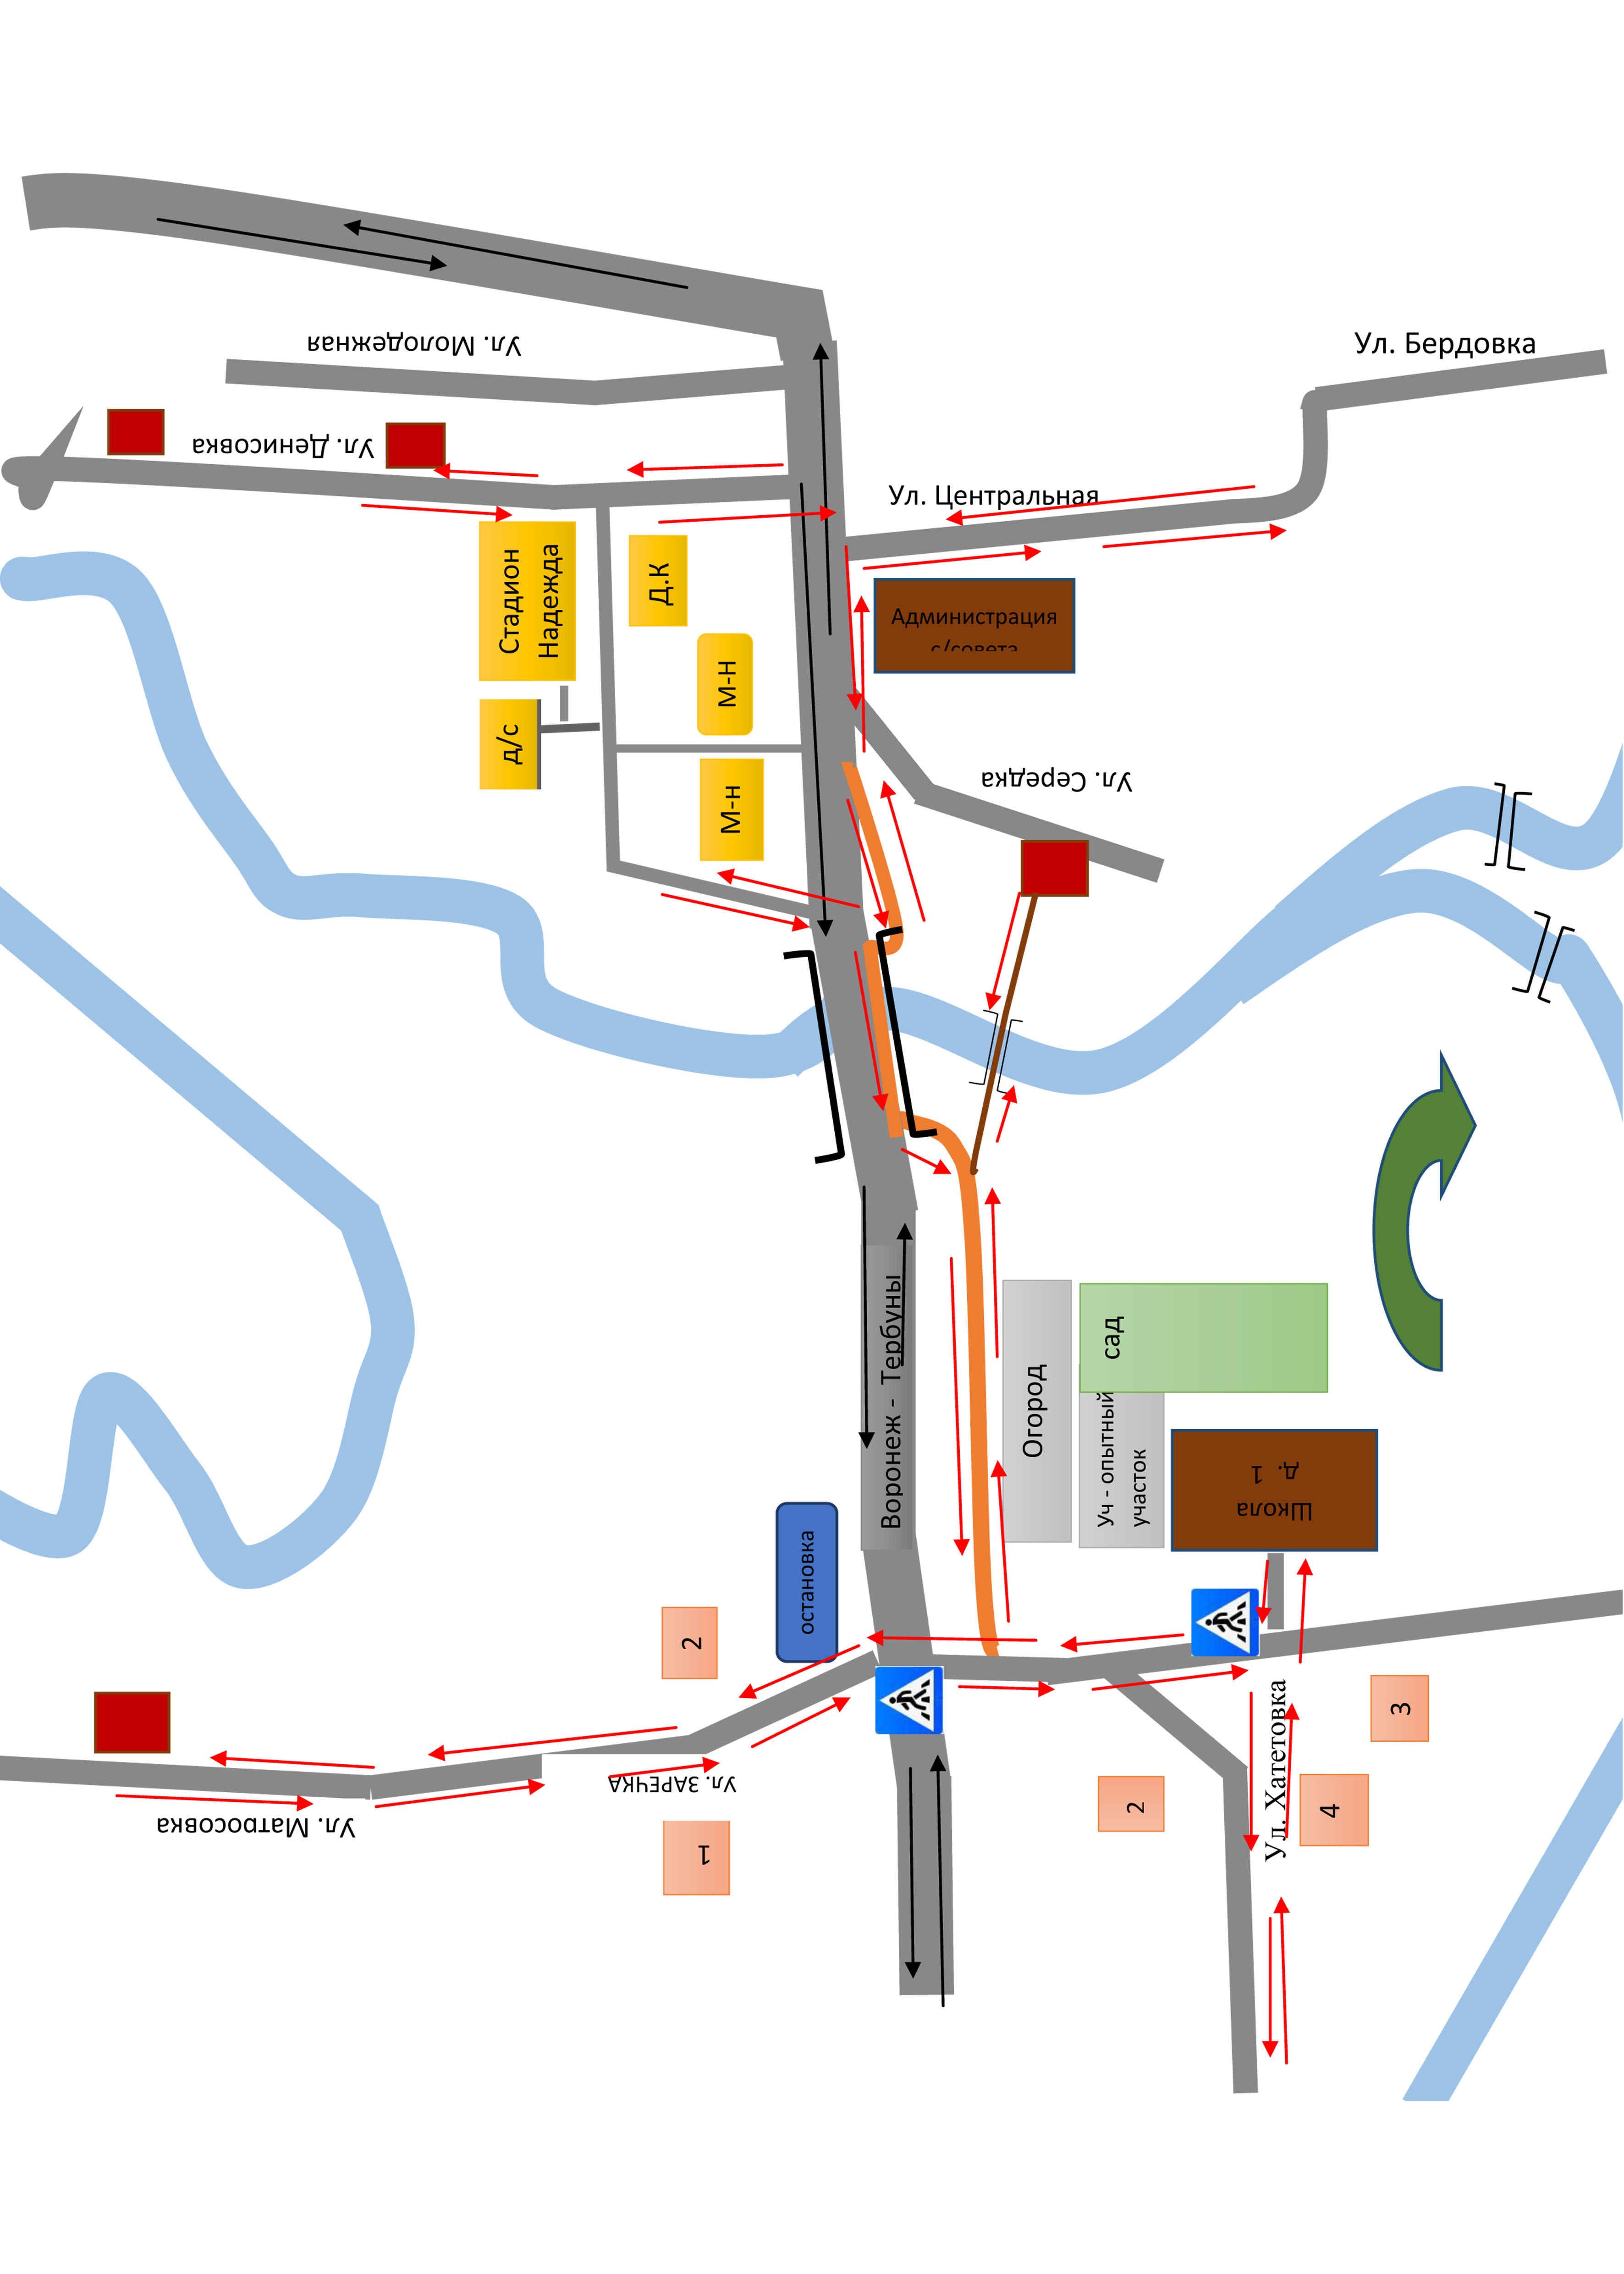 Ул. Молодежная
Ул. Бердовка
Ул. Денисовка
Ул. Центральная
Стадион
Надежда
Д.К
Администрация
с/совета
М-Н
д/с
М-н
Ул. Середка
Воронеж - Тербуны
Огород
сад
Уч - опытный
участок
Школа
д. 1
остановка
2
Ул. ЗАРЕЧКА
Ул. Матросовка
1
2
Ул. Хатетовка
3
4